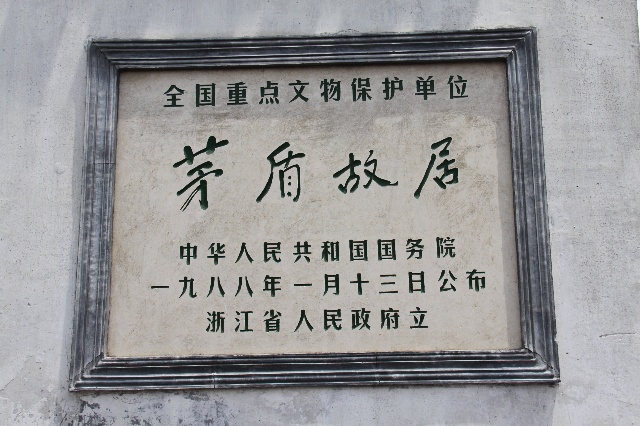 全国重点文物保护单位
茅盾故居
中华人民共和国国务院
一九八八年一月十三日公布
浙江省人民政府立